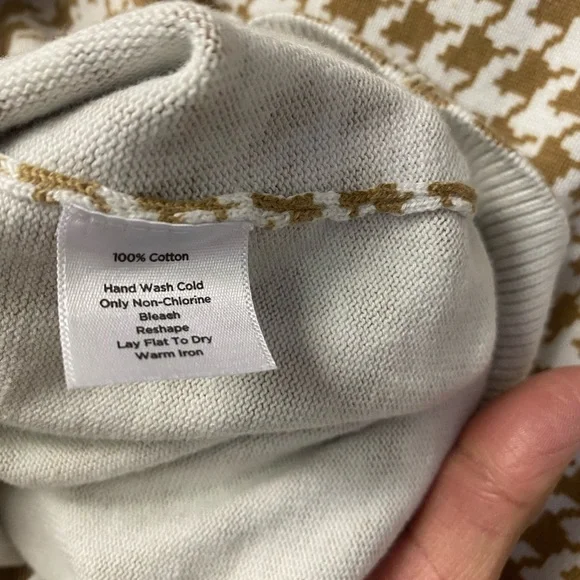 100% Cotton
Hand Wash Cold
Only Non-Chlorine
Bleach
Reshape
Lay Flat To Dry
Warm Iron